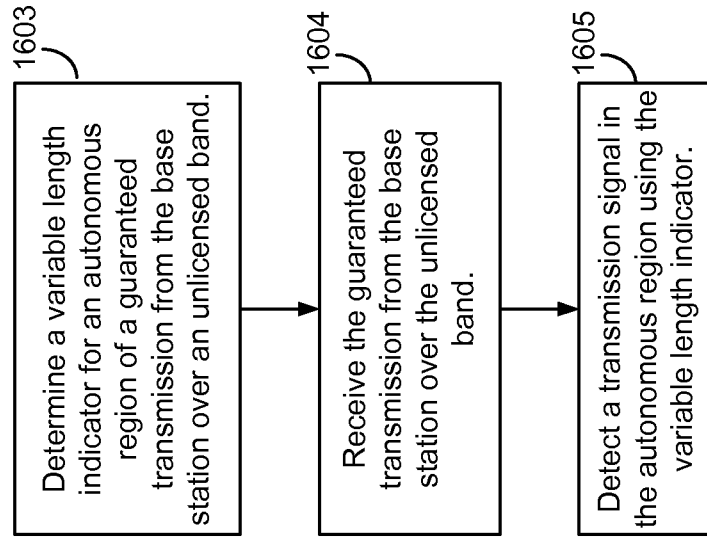 1603
Determine a variable length
indicator for an autonomous
region of a guaranteed
transmission from the base
station over an unlicensed band.
1604
Receive the guaranteed
transmission from the base
station over the unlicensed
band.
1605
Detect a transmission signal in
the autonomous region using the
variable length indicator.